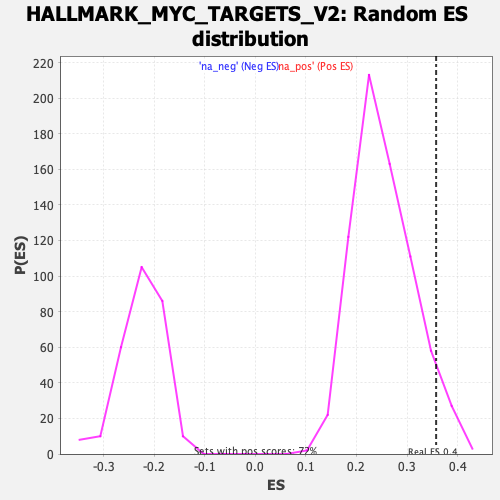 HALLMARK_MYC_TARGETS_V2: Random ES
distribution
'na_neg' (Neg ES)
na_pos' (Pos ES)
220
200
180
160
140
120
100
80
60
40
20
0
P(ES)
Sets with pos scores: 72%
Real ES 0.4
-0.3 -0.2 -0.1 0.0 0.1 0.2 0.3 0.4
ES